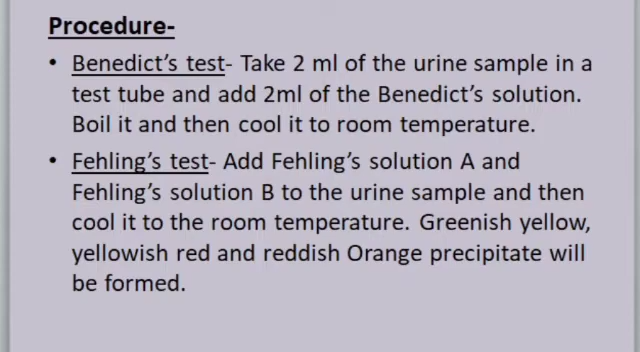 Procedure-
• Benedict's test- Take 2 ml of the urine sample in a
test tube and add 2ml of the Benedict's solution.
Boil it and then cool it to room temperature.
• Fehling's test- Add Fehling's solution A and
Fehling's solution B to the urine sample and then
cool it to the room temperature. Greenish yellow,
yellowish red and reddish Orange precipitate will
be formed.